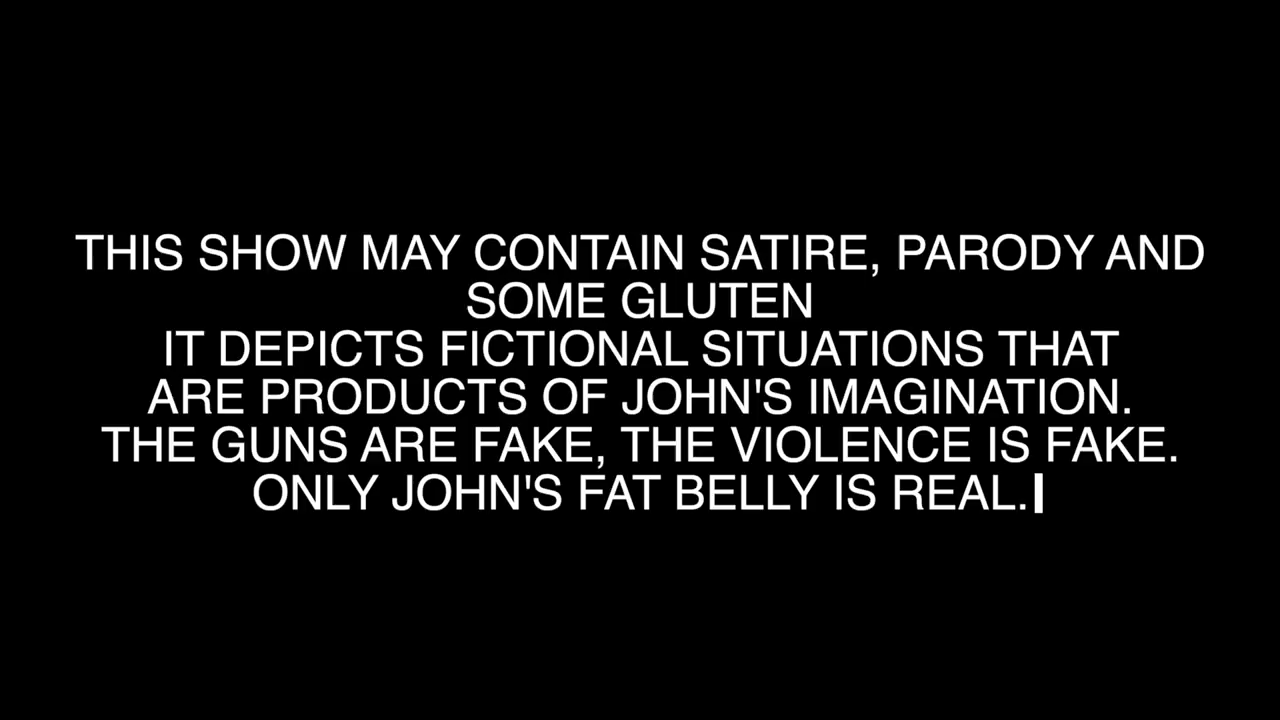 THIS SHOW MAY CONTAIN SATIRE, PARODY AND
SOME GLUTEN
IT DEPICTS FICTIONAL SITUATIONS THAT
ARE PRODUCTS OF JOHN'S IMAGINATION.
THE GUNS ARE FAKE, THE VIOLENCE IS FAKE.
ONLY JOHN'S FAT BELLY IS REAL.